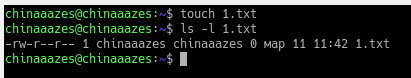 chinaaazes@chinaaazes:~$ touch 1.txt
chinaaazes@chinaaazes:~$ ls -l 1.txt
-rw-r--r-- 1 chinaaazes chinaaazes 0 мар 11 11:42 1.txt
chinaaazes@chinaaazes:~$